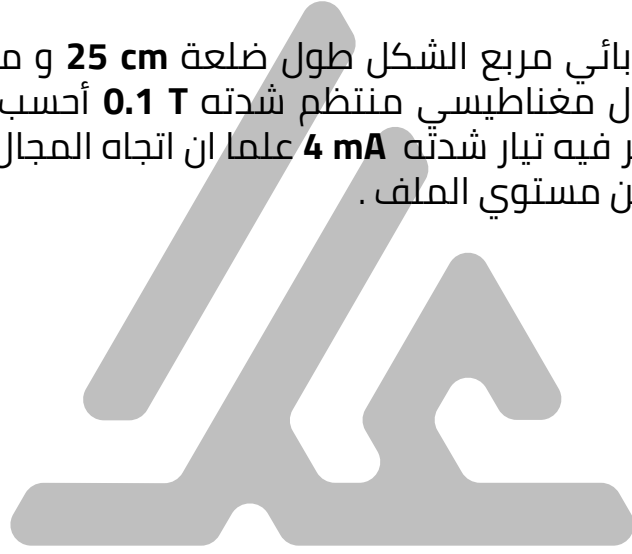 بائي مربع الشكل طول ضلعة 25 cm و م
ل مغناطيسي منتظم شدته 0.1 T أحسب
ر فيه تيار شدته 4 mA علما ان اتجاه المجال
ن مستوي الملف .